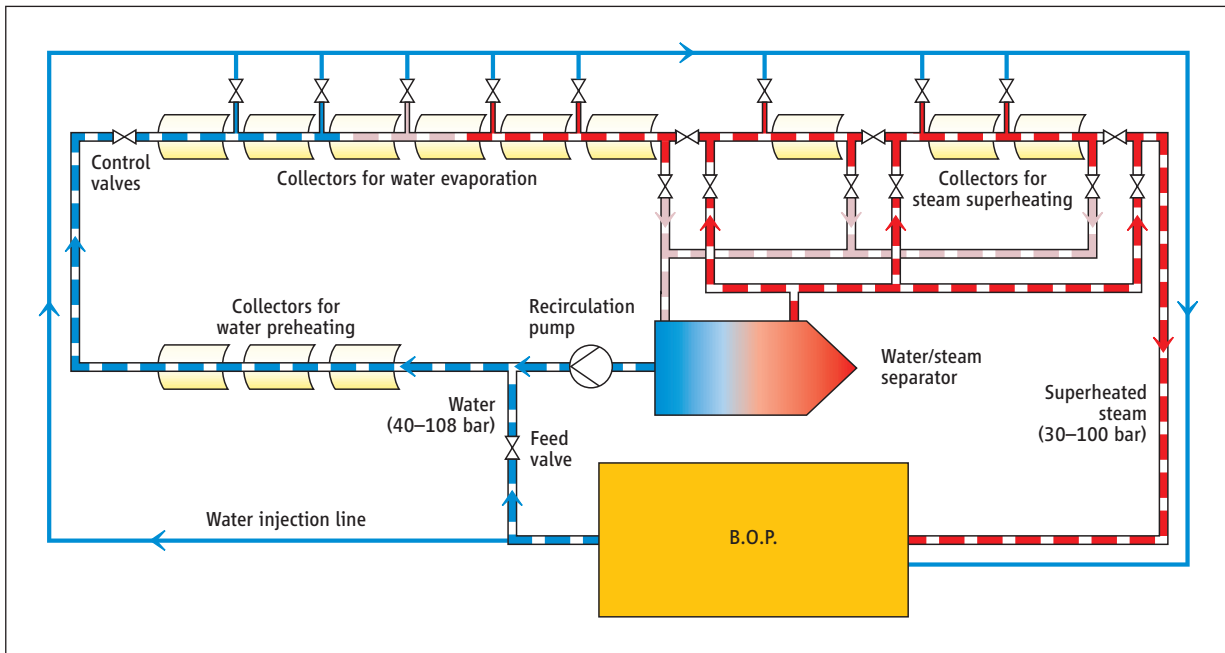 Control
valves
Collectors for water evaporation
Collectors for
steam superheating
Collectors for
water preheating
Recirculation
pump
Water/steam
separator
Water
(40–108 bar)
Feed
valve
Superheated
steam
(30–100 bar)
Water injection line
B.O.P.